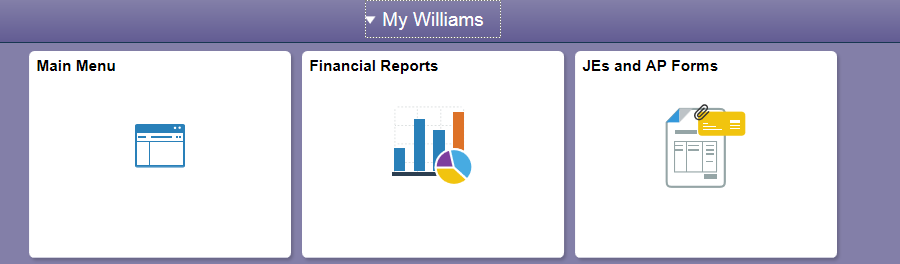 My Williams
Main Menu
Financial Reports
JEs and AP Forms